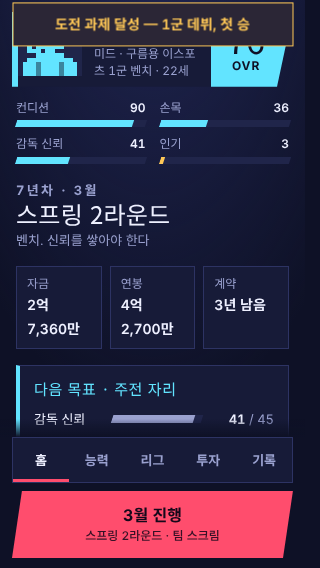 도전 과제 달성 — 1군 데뷔, 첫 승
미드 · 구름용 이스포
츠 1군 벤치 · 22세
OVR
컨디션 90
손목 36
감독 신뢰 41
인기 3
7년차 · 3월
스프링 2라운드
벤치. 신뢰를 쌓아야 한다
자금
2억
7,360만
연봉
4억
2,700만
계약
3년 남음
다음 목표 · 주전 자리
감독 신뢰 41 / 45
홈 능력 리그 투자 기록
3월 진행
스프링 2라운드 · 팀 스크림